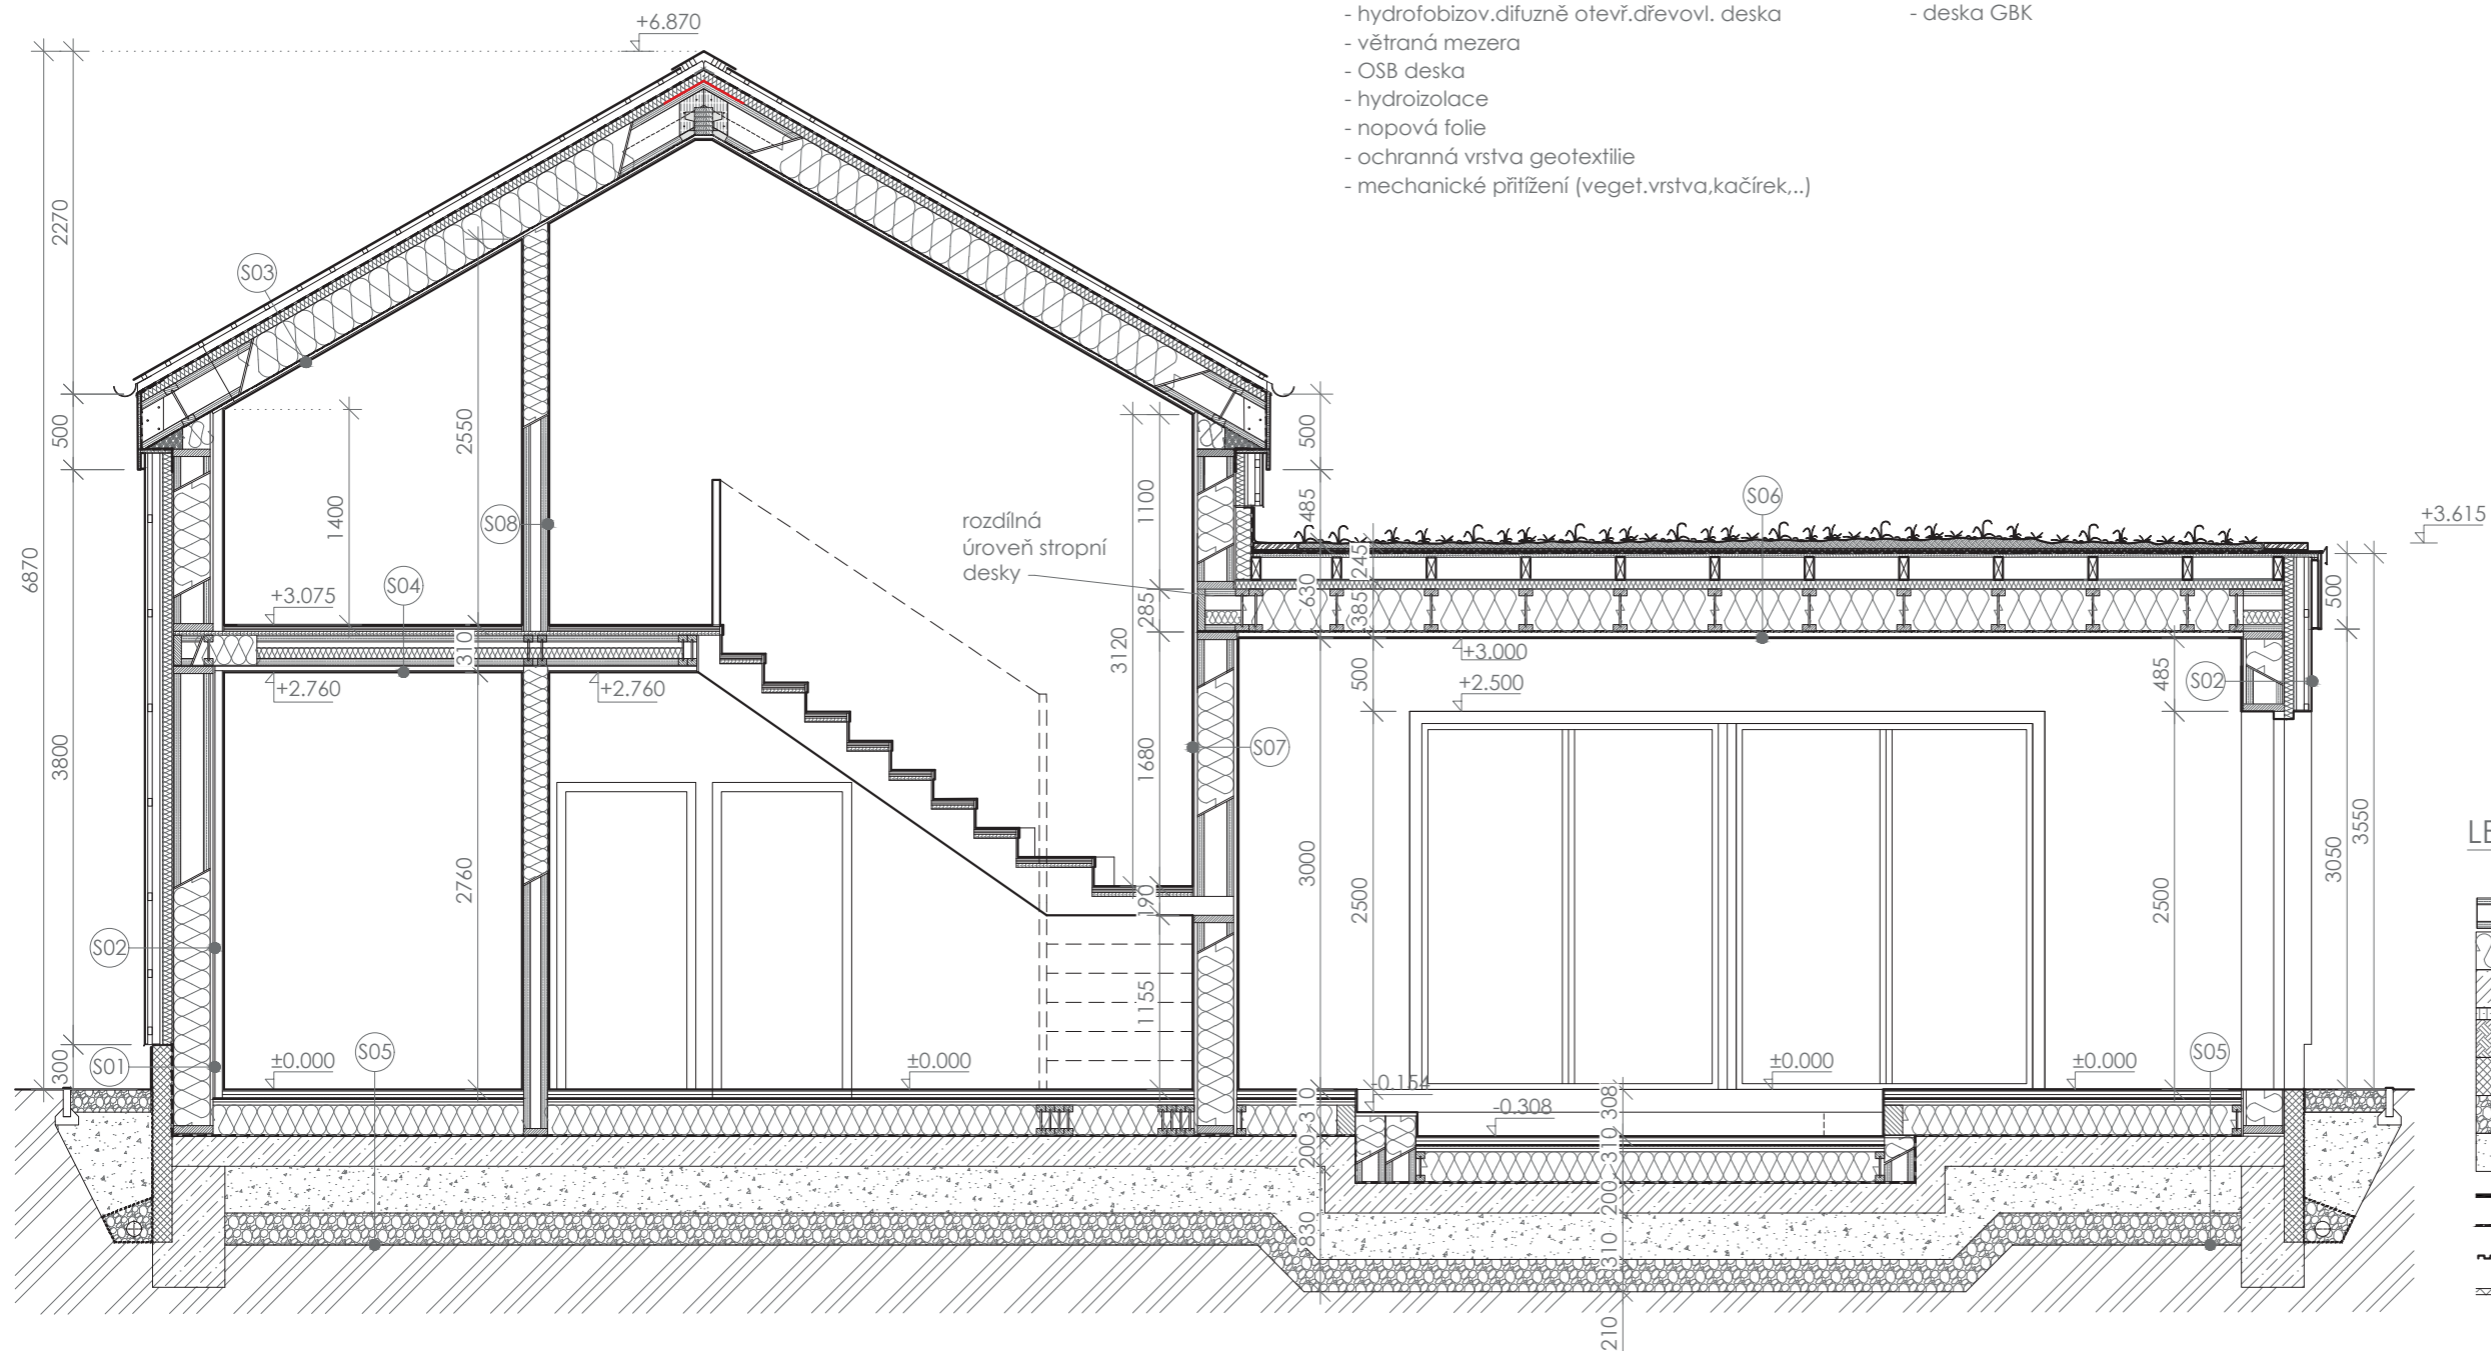 - hydrofobizov.difuzně otevř.dřevovl. deska
- větraná mezera
- OSB deska
- hydroizolace
- nopová folie
- ochranná vrstva geotextilie
- mechanické přitížení (veget.vrstva,kačírek,..)
- deska GBK
+6.870
2270
500
6870
3800
300
S03
2550
1400
S08
+3.075
S04
310
+2.760
+2.760
2760
S02
S01
±0.000
S05
±0.000
rozdílná
úroveň stropní
desky
1100
285
3120
1680
190
1155
S07
500
485
245
630
385
S06
+3.615
+3.000
500
+2.500
485
S02
500
3550
3050
3000
2500
2500
±0.000
±0.000
S05
-0.154
-0.308
308
310
310
200
200
830
310
210
LE